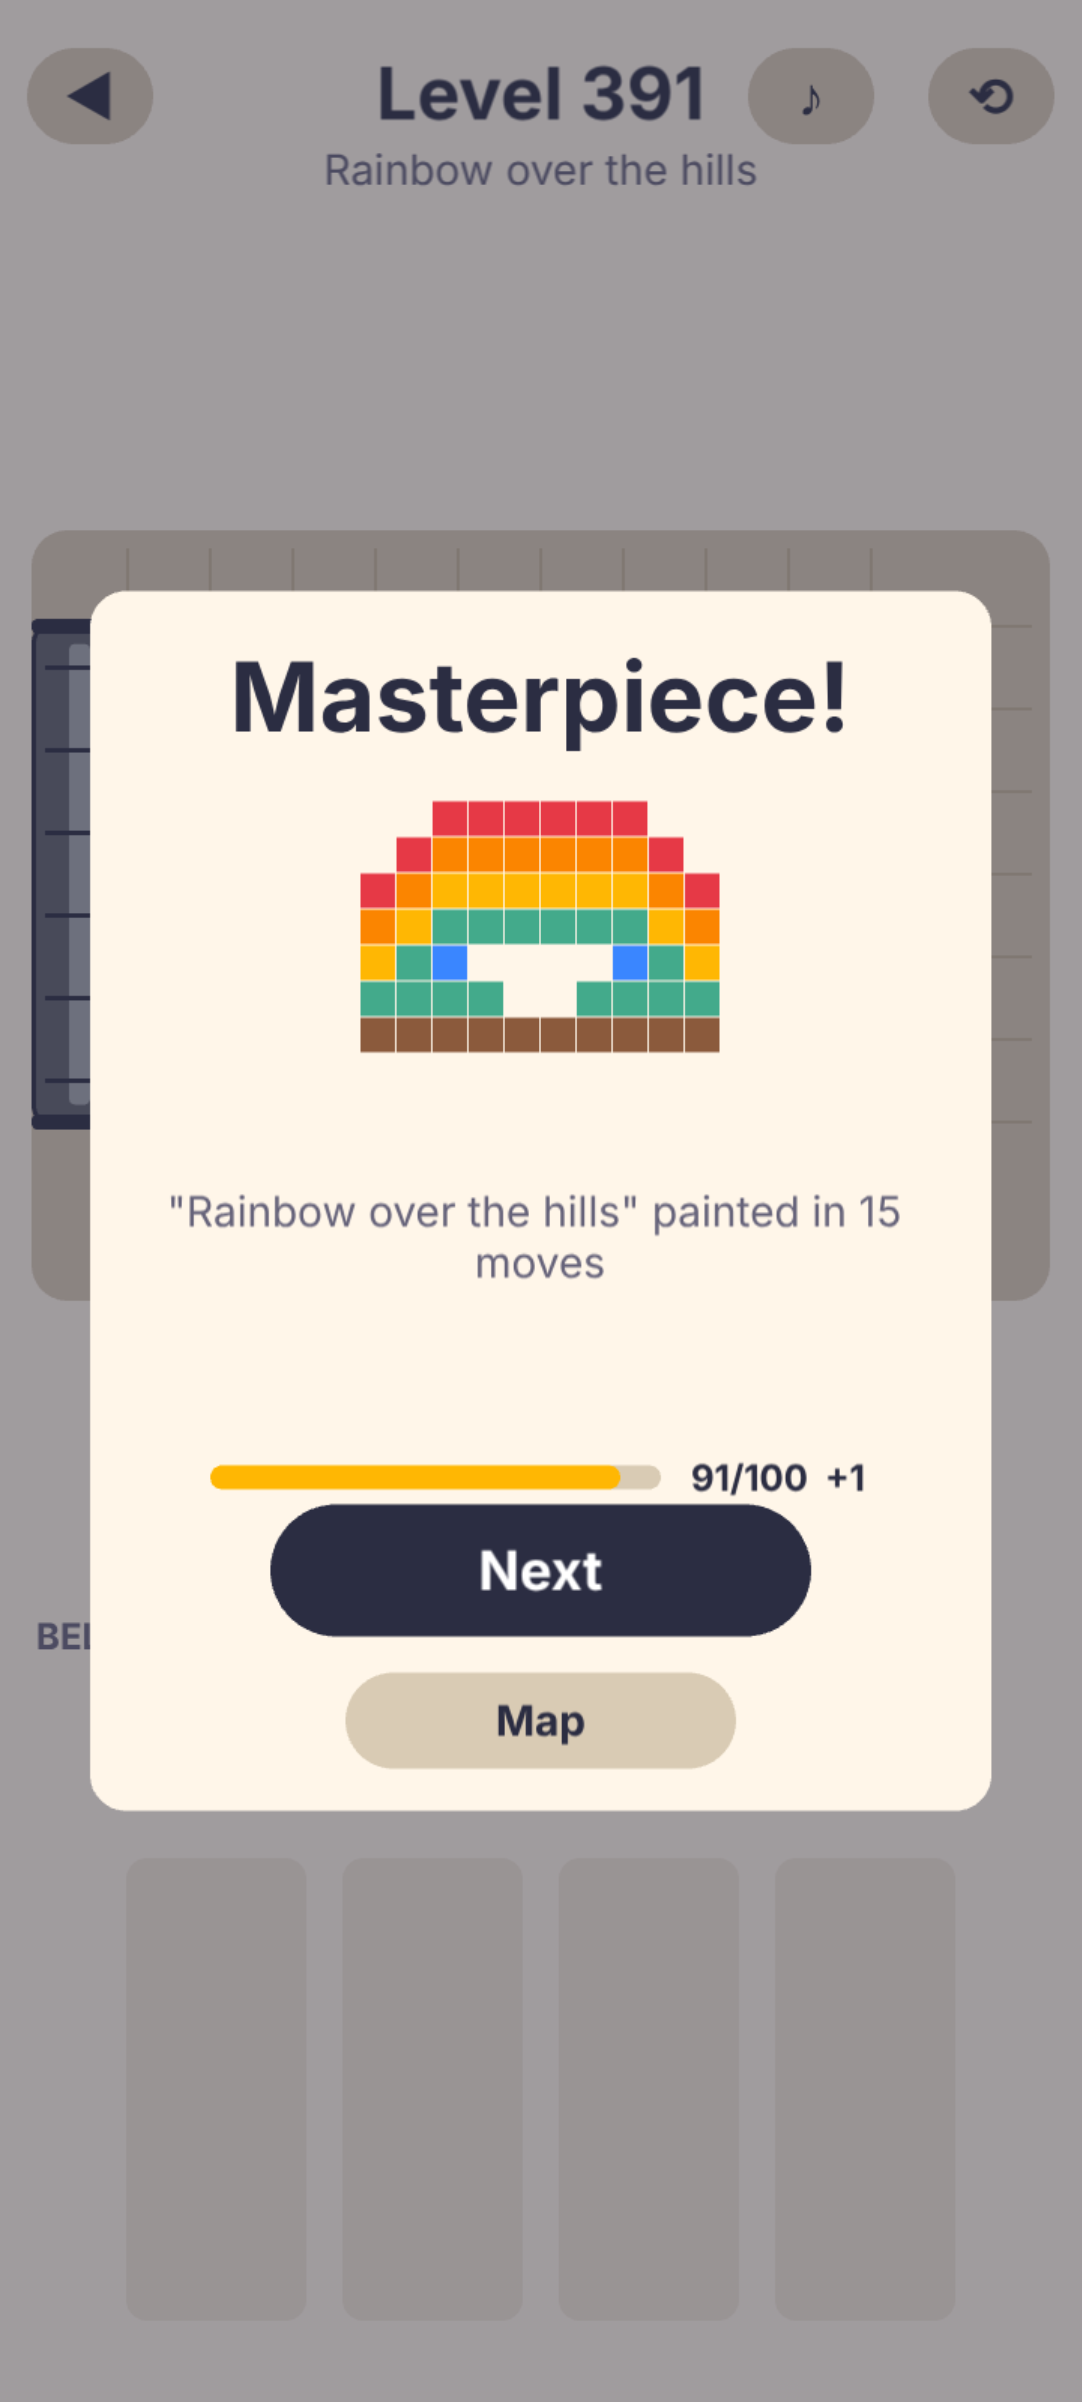 Level 391
Rainbow over the hills
Masterpiece!
"Rainbow over the hills" painted in 15
moves
91/100 +1
Next
Map